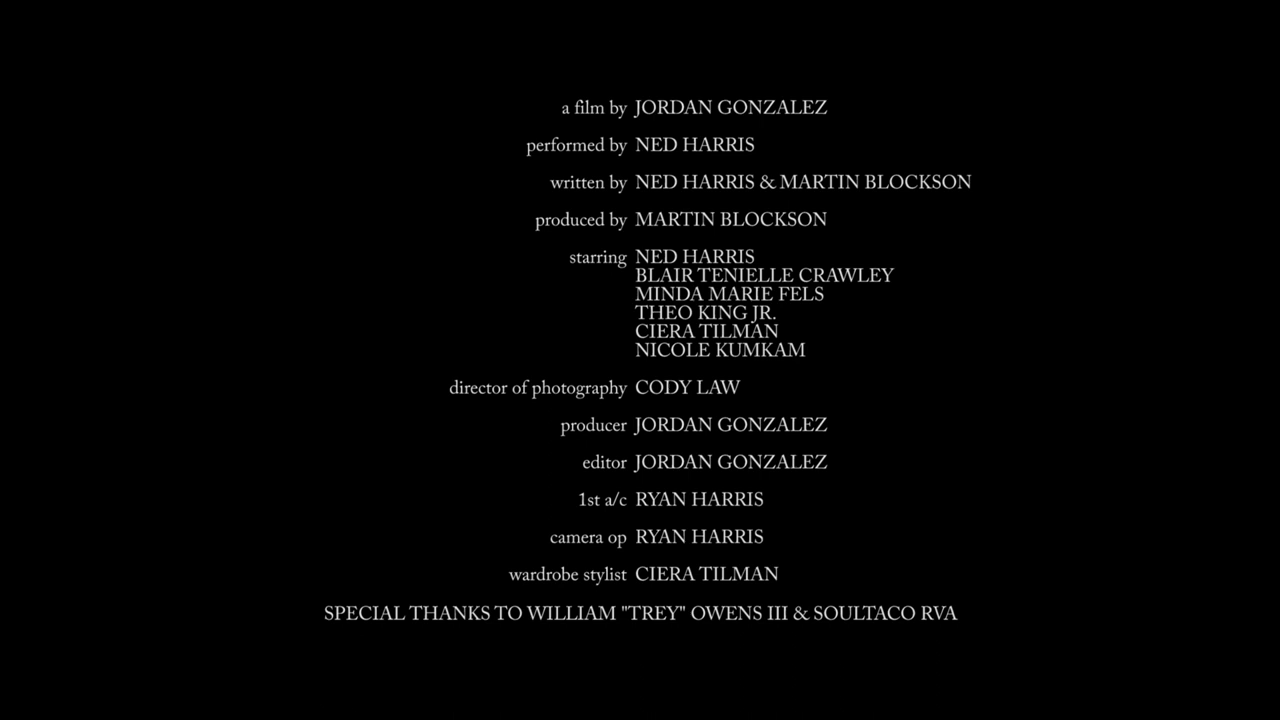 a film by JORDAN GONZALEZ
performed by NED HARRIS
written by NED HARRIS & MARTIN BLOCKSON
produced by MARTIN BLOCKSON
starring NED HARRIS
BLAIR TENIELLE CRAWLEY
MINDA MARIE FELS
THEO KING JR.
CIERA TILMAN
NICOLE KUMKAM
director of photography CODY LAW
producer JORDAN GONZALEZ
editor JORDAN GONZALEZ
1st a/c RYAN HARRIS
camera op RYAN HARRIS
wardrobe stylist CIERA TILMAN
SPECIAL THANKS TO WILLIAM "TREY" OWENS III & SOULTACO RVA